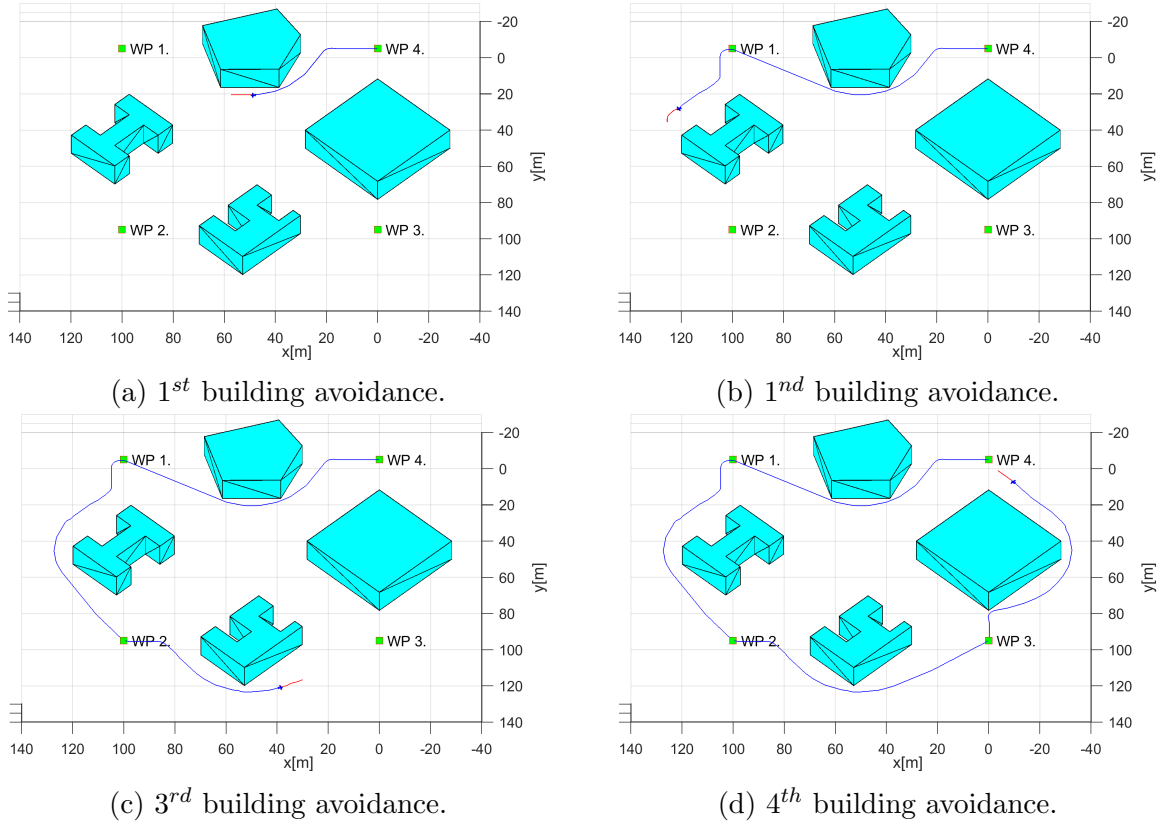 -20
WP 1.
WP 4.
0
20
40
60
y[m]
80
WP 2.
WP 3.
100
120
140
140
120
100
80
60
40
20
0
-20
-40
x[m]
(a) 1st building avoidance.
-20
WP 1.
WP 4.
0
20
40
60
y[m]
80
WP 2.
WP 3.
100
120
140
140
120
100
80
60
40
20
0
-20
-40
x[m]
(b) 1nd building avoidance.
-20
WP 1.
WP 4.
0
20
40
60
y[m]
80
WP 2.
WP 3.
100
120
140
140
120
100
80
60
40
20
0
-20
-40
x[m]
(c) 3rd building avoidance.
-20
WP 1.
WP 4.
0
20
40
60
y[m]
80
WP 2.
WP 3.
100
120
140
140
120
100
80
60
40
20
0
-20
-40
x[m]
(d) 4th building avoidance.